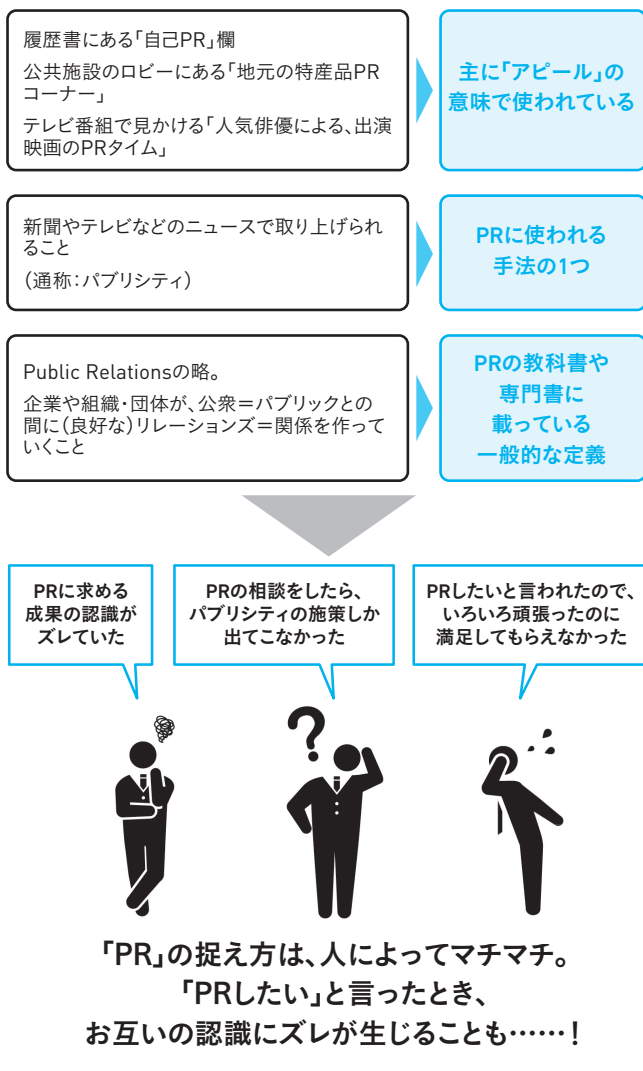 履歴書にある「自己PR」欄
公共施設のロビーにある「地元の特産品PR
コーナー」
テレビ番組で見かける「人気俳優による、出演
映画のPRタイム」
主に「アピール」の
意味で使われている
新聞やテレビなどのニュースで取り上げられ
ること
（通称：パブリシティ）
PRに使われる
手法の1つ
Public Relationsの略。
企業や組織・団体が、公衆＝パブリックとの
間に（良好な）リレーションズ＝関係を作って
いくこと
PRの教科書や
専門書に
載っている
一般的な定義
PRに求める
成果の認識が
ズレていた
PRの相談をしたら、
パブリシティの施策しか
出てこなかった
PRしたいと言われたので、
いろいろ頑張ったのに
満足してもらえなかった
?
「PR」の捉え方は、人によってマチマチ。
「PRしたい」と言ったとき、
お互いの認識にズレが生じることも……！